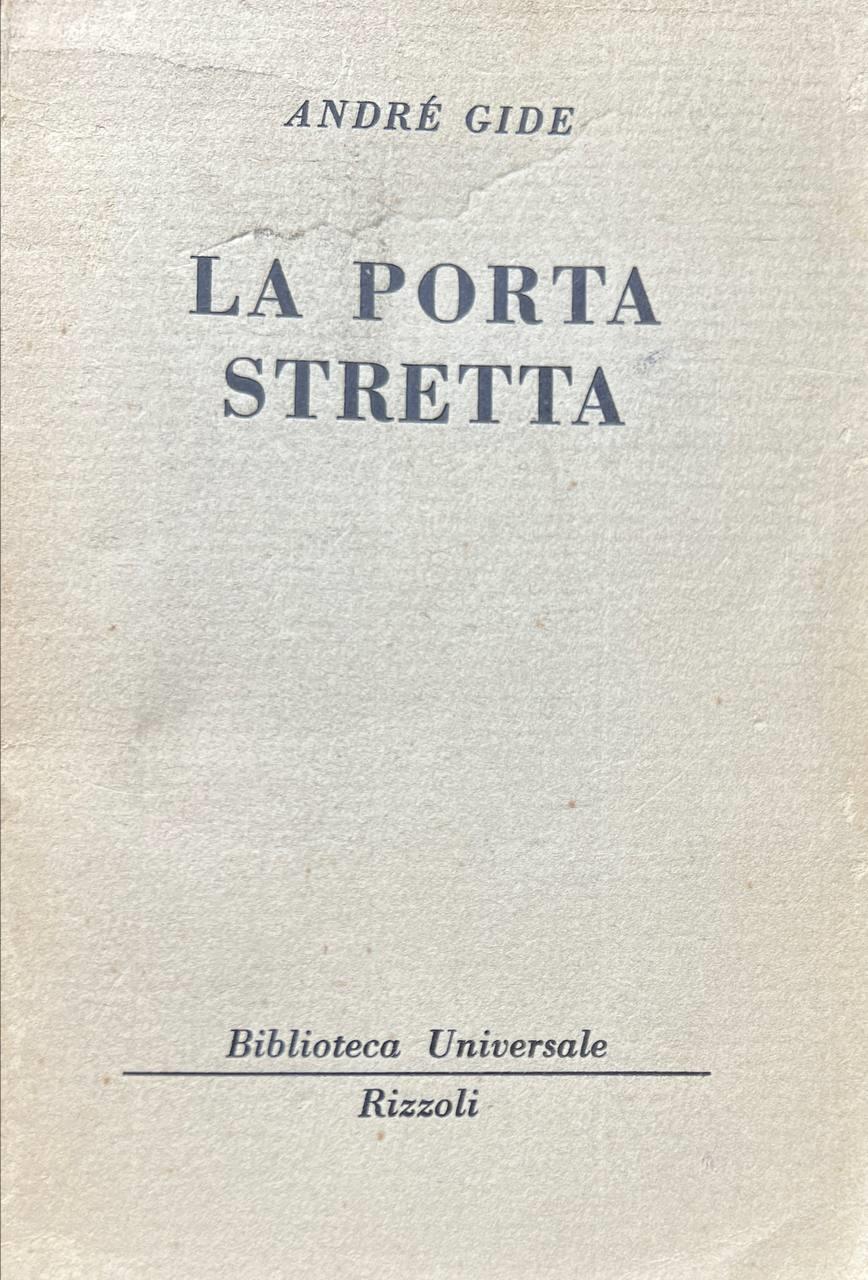 ANDRÉ GIDE
LA PORTA
STRETTA
Biblioteca Universale
Rizzoli